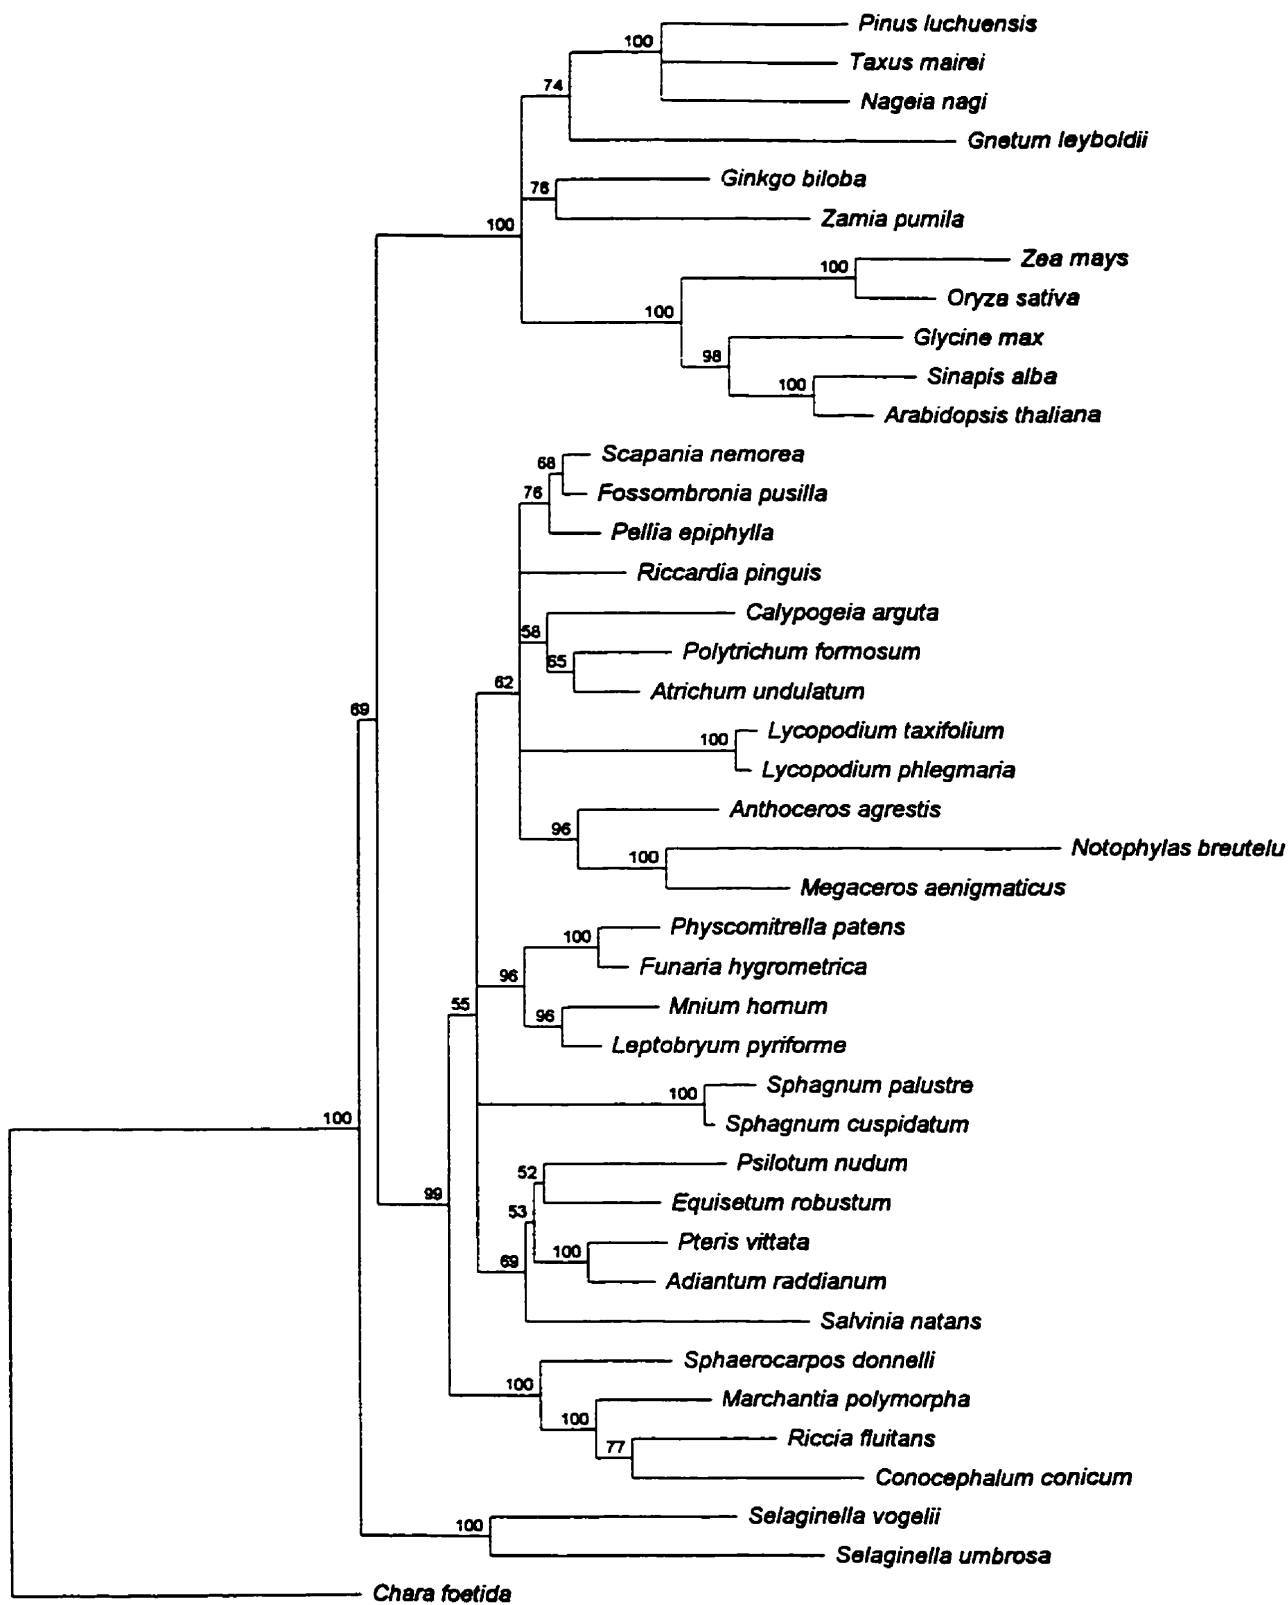 Pinus luchuensis
100
Taxus mairei
74
Nageia nagi
Gnetum leyboldii
Ginkgo biloba
76
Zamia pumila
100
Zea mays
100
Oryza sativa
100
Glycine max
98
Sinapis alba
100
Arabidopsis thaliana
Scapania nemorea
68
Fossombronia pusilla
76
Pellia epiphylla
Riccardia pinguis
Calypogeia arguta
58
Polytrichum formosum
65
Atrichum undulatum
62
69
Lycopodium taxifolium
100
Lycopodium phlegmaria
Anthoceros agrestis
96
Notophylas breutelu
100
Megaceros aenigmaticus
Physcomitrella patens
100
Funaria hygrometrica
96
Mnium hornum
55
96
Leptobryum pyriforme
Sphagnum palustre
100
Sphagnum cuspidatum
100
Psilotum nudum
52
Equisetum robustum
99
53
Pteris vittata
100
Adiantum raddianum
69
Salvinia natans
Sphaerocarpos donnelli
100
Marchantia polymorpha
100
Riccia fluitans
77
Conocephalum conicum
Selaginella vogelii
100
Selaginella umbrosa
Chara foetida